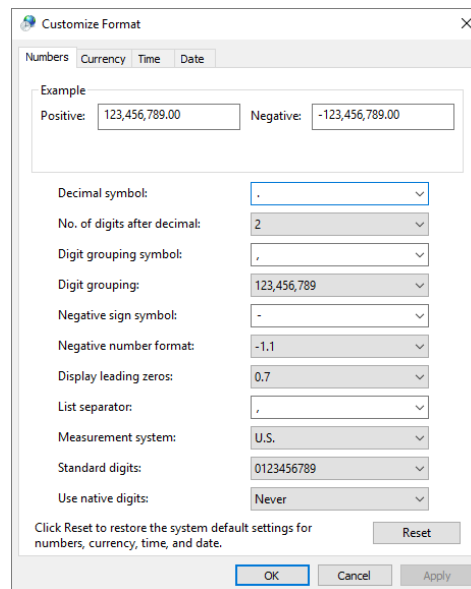 Customize Format
Numbers Currency Time Date
Example
Positive: 123,456,789.00 Negative: -123,456,789.00
Decimal symbol: .
No. of digits after decimal: 2
Digit grouping symbol: ,
Digit grouping: 123,456,789
Negative sign symbol: -
Negative number format: -1.1
Display leading zeros: 0.7
List separator: ,
Measurement system: U.S.
Standard digits: 0123456789
Use native digits: Never
Click Reset to restore the system default settings for
numbers, currency, time, and date.
Reset
OK Cancel Apply